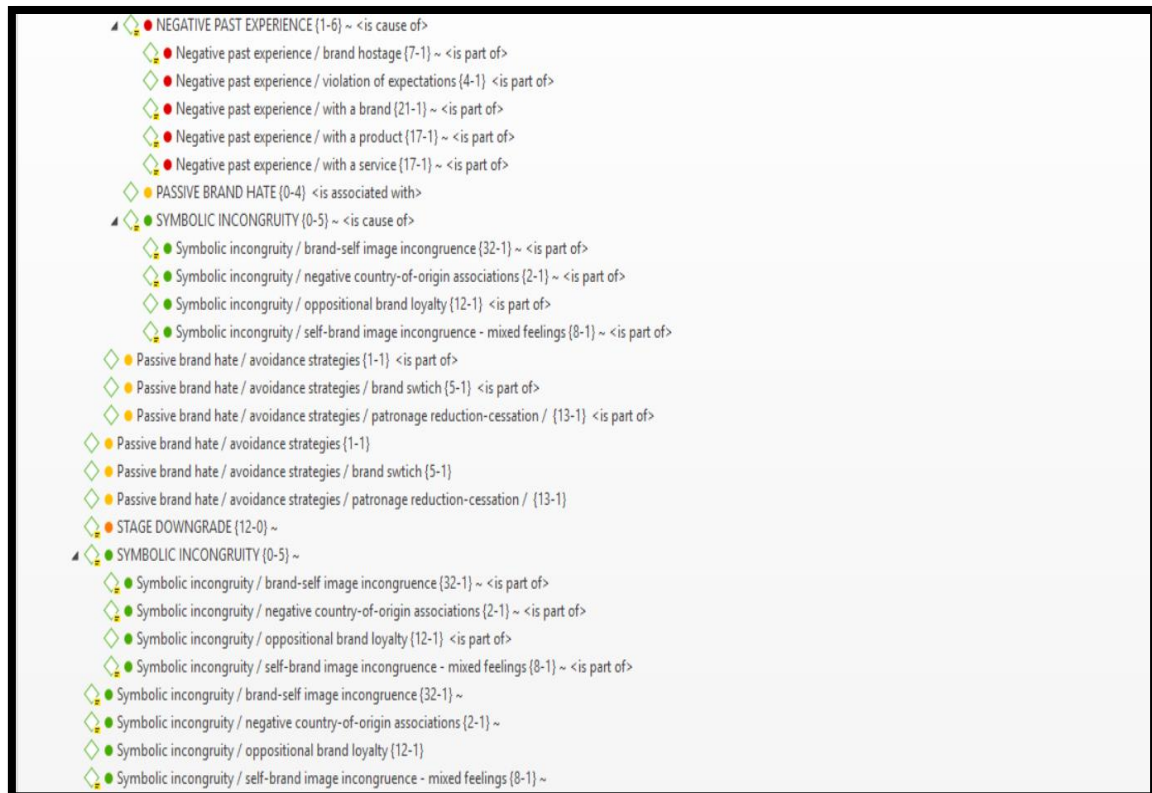 NEGATIVE PAST EXPERIENCE {1-6} ~ <is cause of>
Negative past experience / brand hostage {7-1} ~ <is part of>
Negative past experience / violation of expectations {4-1} <is part of>
Negative past experience / with a brand {21-1} ~ <is part of>
Negative past experience / with a product {17-1} ~ <is part of>
Negative past experience / with a service {17-1} ~ <is part of>
PASSIVE BRAND HATE {0-4} <is associated with>
SYMBOLIC INCONGRUITY {0-5} ~ <is cause of>
Symbolic incongruity / brand-self image incongruence {32-1} ~ <is part of>
Symbolic incongruity / negative country-of-origin associations {2-1} ~ <is part of>
Symbolic incongruity / oppositional brand loyalty {12-1} <is part of>
Symbolic incongruity / self-brand image incongruence - mixed feelings {8-1} ~ <is part of>
Passive brand hate / avoidance strategies {1-1} <is part of>
Passive brand hate / avoidance strategies / brand swtich {5-1} <is part of>
Passive brand hate / avoidance strategies / patronage reduction-cessation / {13-1} <is part of>
Passive brand hate / avoidance strategies {1-1}
Passive brand hate / avoidance strategies / brand swtich {5-1}
Passive brand hate / avoidance strategies / patronage reduction-cessation / {13-1}
STAGE DOWNGRADE {12-0} ~
SYMBOLIC INCONGRUITY {0-5} ~
Symbolic incongruity / brand-self image incongruence {32-1} ~ <is part of>
Symbolic incongruity / negative country-of-origin associations {2-1} ~ <is part of>
Symbolic incongruity / oppositional brand loyalty {12-1} <is part of>
Symbolic incongruity / self-brand image incongruence - mixed feelings {8-1} ~ <is part of>
Symbolic incongruity / brand-self image incongruence {32-1} ~
Symbolic incongruity / negative country-of-origin associations {2-1} ~
Symbolic incongruity / oppositional brand loyalty {12-1}
Symbolic incongruity / self-brand image incongruence - mixed feelings {8-1} ~